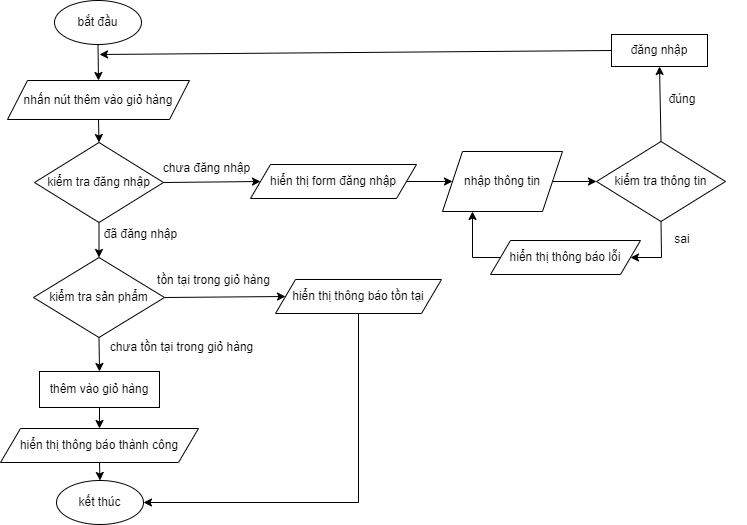 bắt đầu
đăng nhập
nhấn nút thêm vào giỏ hàng
đúng
kiểm tra đăng nhập
chưa đăng nhập
hiển thị form đăng nhập
nhập thông tin
kiểm tra thông tin
đã đăng nhập
sai
hiển thị thông báo lỗi
kiểm tra sản phẩm
tồn tại trong giỏ hàng
hiển thị thông báo tồn tại
chưa tồn tại trong giỏ hàng
thêm vào giỏ hàng
hiển thị thông báo thành công
kết thúc